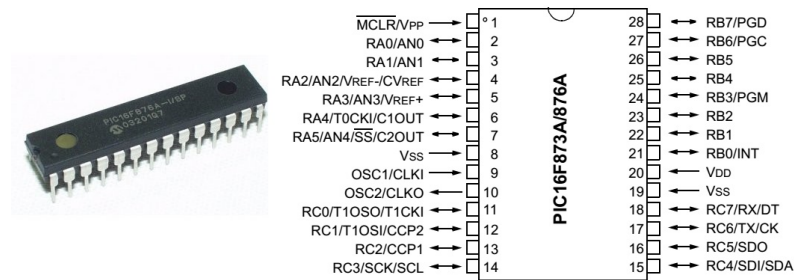 PIC16F876A-I/SP
0320107
MCLR/VPP
RA0/AN0
RA1/AN1
RA2/AN2/VREF-/CVREF
RA3/AN3/VREF+
RA4/T0CKI/C1OUT
RA5/AN4/SS/C2OUT
VSS
OSC1/CLKI
OSC2/CLKO
RC0/T1OSO/T1CKI
RC1/T1OSI/CCP2
RC2/CCP1
RC3/SCK/SCL
1
2
3
4
5
6
7
8
9
10
11
12
13
14
PIC16F873A/876A
28
27
26
25
24
23
22
21
20
19
18
17
16
15
RB7/PGD
RB6/PGC
RB5
RB4
RB3/PGM
RB2
RB1
RB0/INT
VDD
VSS
RC7/RX/DT
RC6/TX/CK
RC5/SDO
RC4/SDI/SDA